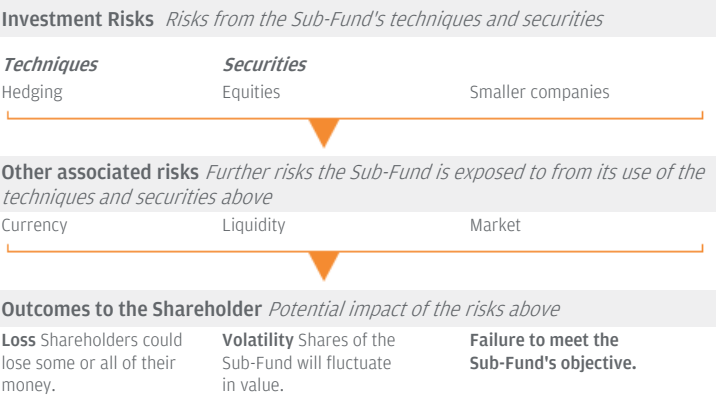 Investment Risks Risks from the Sub-Fund's techniques and securities
Techniques Securities
Hedging Equities Smaller companies
Other associated risks Further risks the Sub-Fund is exposed to from its use of the
techniques and securities above
Currency Liquidity Market
Outcomes to the Shareholder Potential impact of the risks above
Loss Shareholders could
lose some or all of their
money.
Volatility Shares of the
Sub-Fund will fluctuate
in value.
Failure to meet the
Sub-Fund's objective.